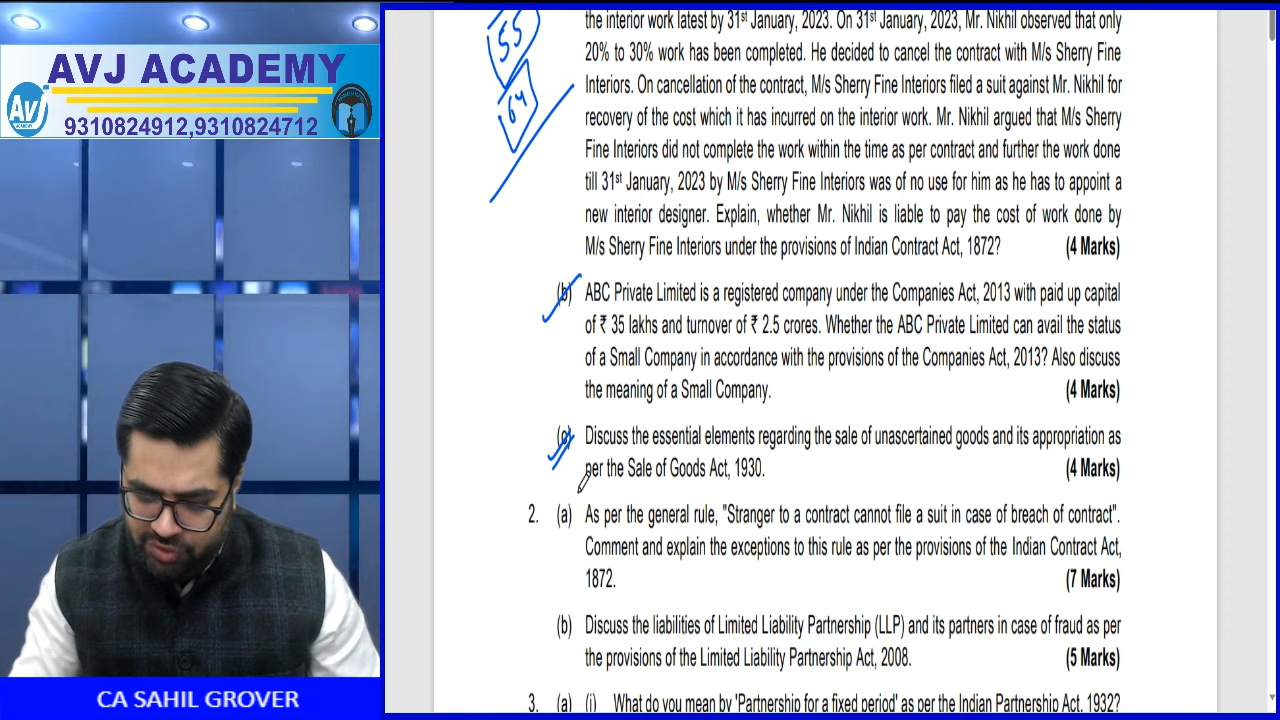 AVJ ACADEMY
Av
ACADEMY
9310824912,9310824712
CA SAHIL GROVER
55
64
the interior work latest by 31st January, 2023. On 31st January, 2023, Mr. Nikhil observed that only
20% to 30% work has been completed. He decided to cancel the contract with M/s Sherry Fine
Interiors. On cancellation of the contract, M/s Sherry Fine Interiors filed a suit against Mr. Nikhil for
recovery of the cost which it has incurred on the interior work. Mr. Nikhil argued that M/s Sherry
Fine Interiors did not complete the work within the time as per contract and further the work done
till 31st January, 2023 by M/s Sherry Fine Interiors was of no use for him as he has to appoint a
new interior designer. Explain, whether Mr. Nikhil is liable to pay the cost of work done by
M/s Sherry Fine Interiors under the provisions of Indian Contract Act, 1872? (4 Marks)
(b) ABC Private Limited is a registered company under the Companies Act, 2013 with paid up capital
of ₹ 35 lakhs and turnover of ₹ 2.5 crores. Whether the ABC Private Limited can avail the status
of a Small Company in accordance with the provisions of the Companies Act, 2013? Also discuss
the meaning of a Small Company. (4 Marks)
(c) Discuss the essential elements regarding the sale of unascertained goods and its appropriation as
per the Sale of Goods Act, 1930. (4 Marks)
2. (a) As per the general rule, "Stranger to a contract cannot file a suit in case of breach of contract".
Comment and explain the exceptions to this rule as per the provisions of the Indian Contract Act,
1872. (7 Marks)
(b) Discuss the liabilities of Limited Liability Partnership (LLP) and its partners in case of fraud as per
the provisions of the Limited Liability Partnership Act, 2008. (5 Marks)
3. (a) (i) What do you mean by 'Partnership for a fixed period' as per the Indian Partnership Act, 1932?